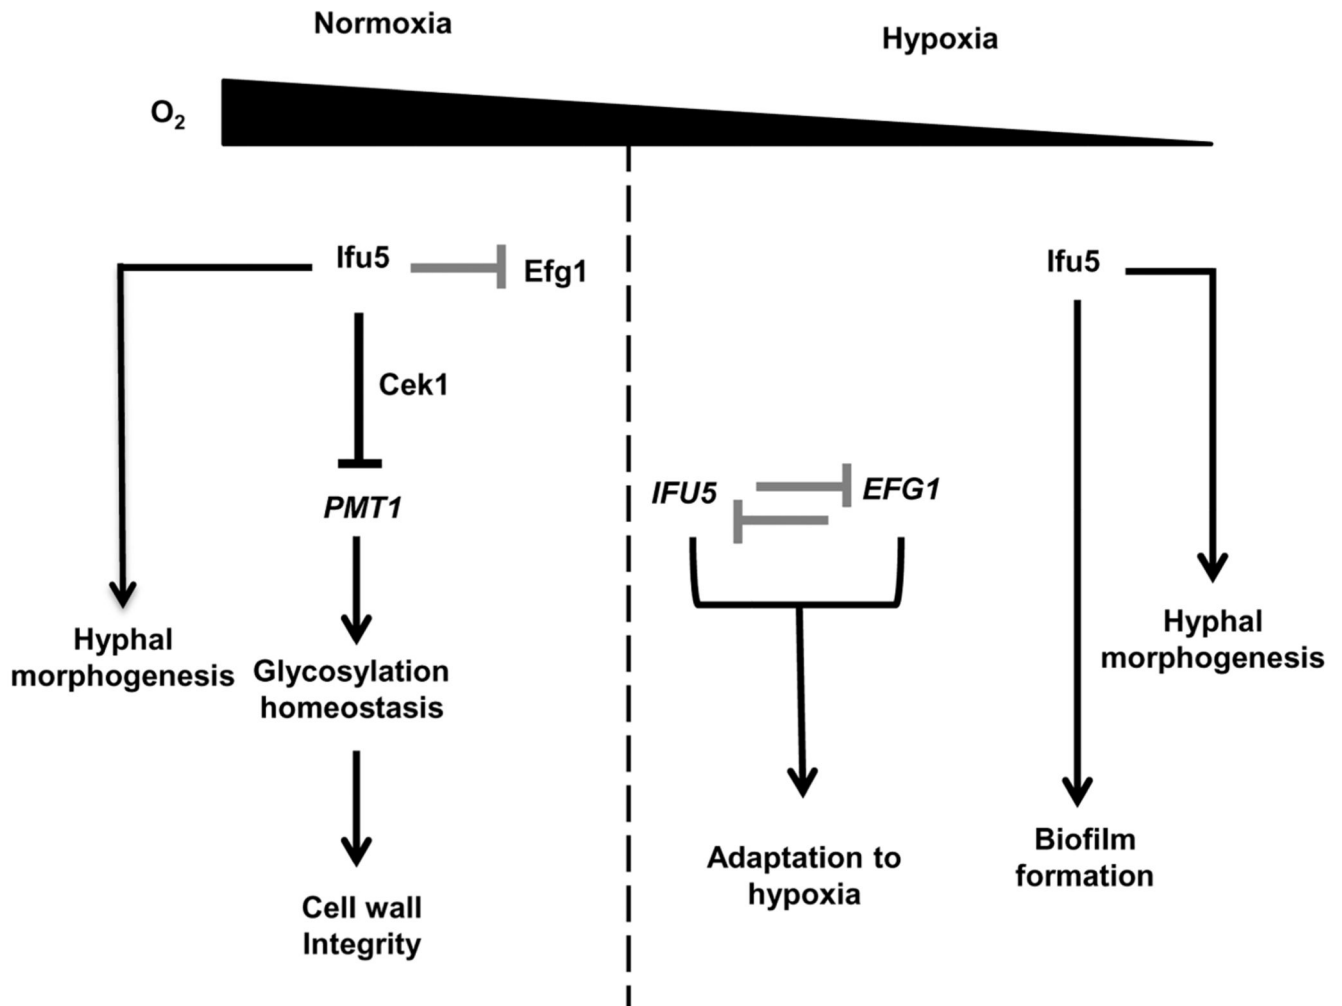 Normoxia
Hypoxia
O2
Ifu5
Efg1
Cek1
PMT1
Hyphal
morphogenesis
Glycosylation
homeostasis
Cell wall
Integrity
Ifu5
IFU5
EFG1
Adaptation to
hypoxia
Hyphal
morphogenesis
Biofilm
formation